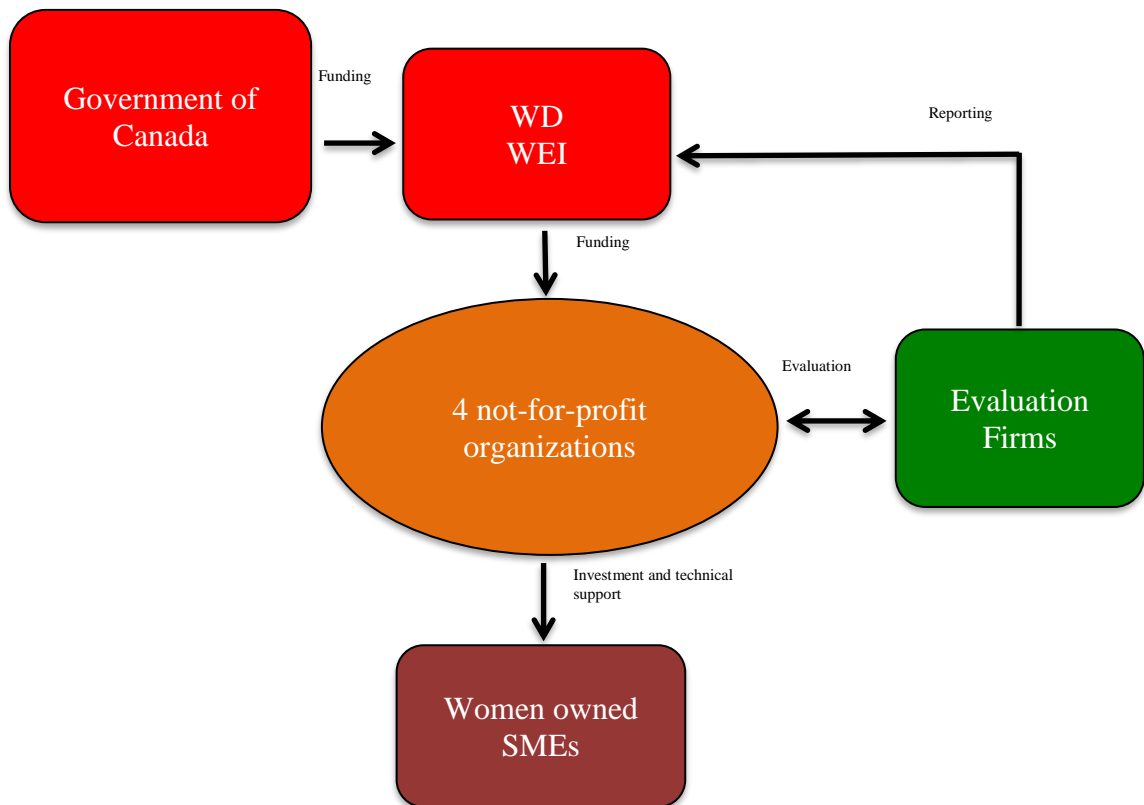 Government of
Canada
Funding
WD
WEI
Reporting
Funding
4 not-for-profit
organizations
Evaluation
Evaluation
Firms
Investment and technical
support
Women owned
SMEs